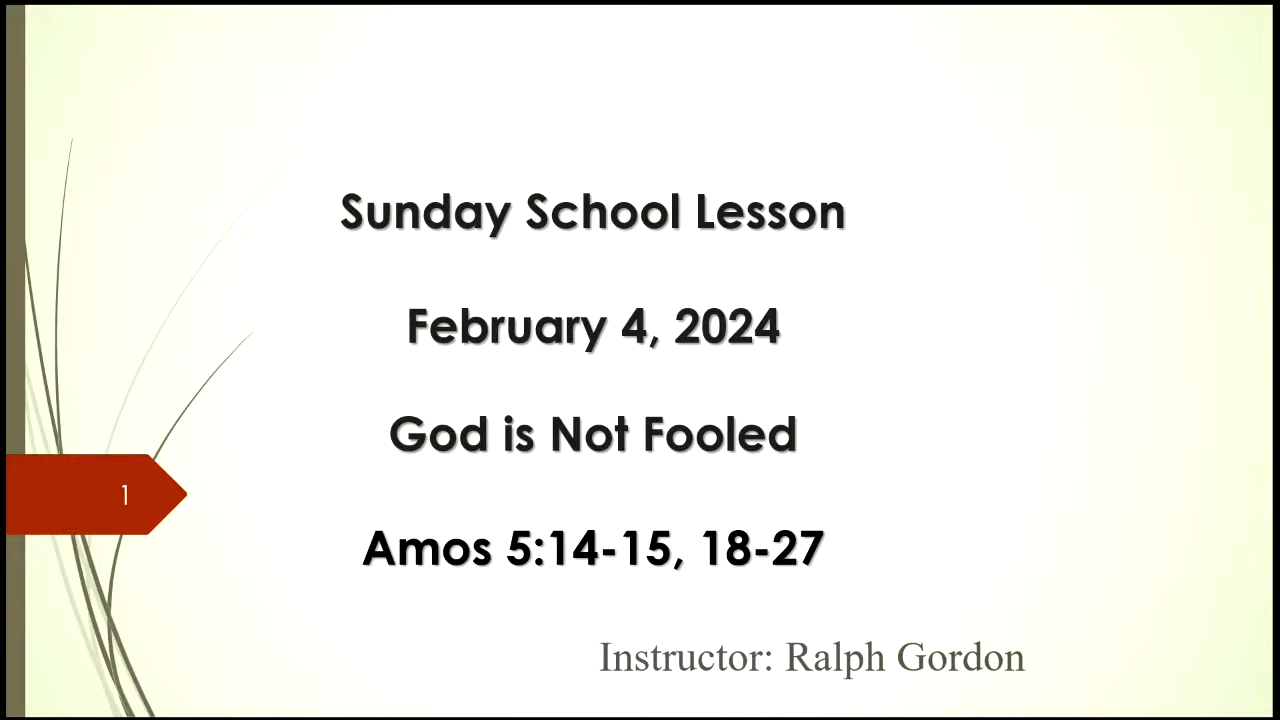 Sunday School Lesson
February 4, 2024
God is Not Fooled
1
Amos 5:14-15, 18-27
Instructor: Ralph Gordon